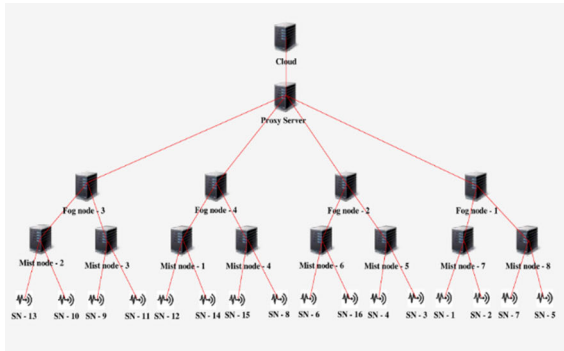 Cloud
Proxy Server
Fog node - 3 Fog node - 4 Fog node - 2 Fog node - 1
Mist node - 2 Mist node - 3 Mist node - 1 Mist node - 4 Mist node - 6 Mist node - 5 Mist node - 7 Mist node - 8
SN - 13 SN - 10 SN - 9 SN - 11 SN - 12 SN - 14 SN - 15 SN - 8 SN - 6 SN - 16 SN - 4 SN - 3 SN - 1 SN - 2 SN - 7 SN - 5